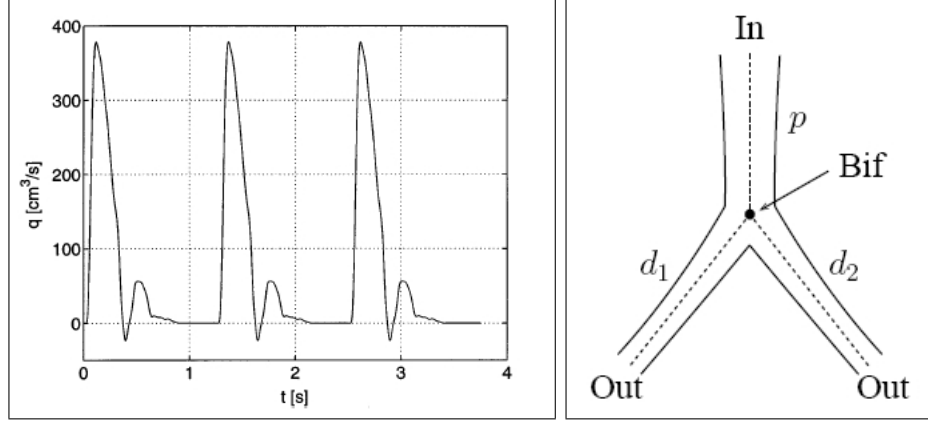 400
300
200
100
0
q [cm³/s]
0 1 2 3 4
t [s]
In
p
Bif
d₁ d₂
Out Out